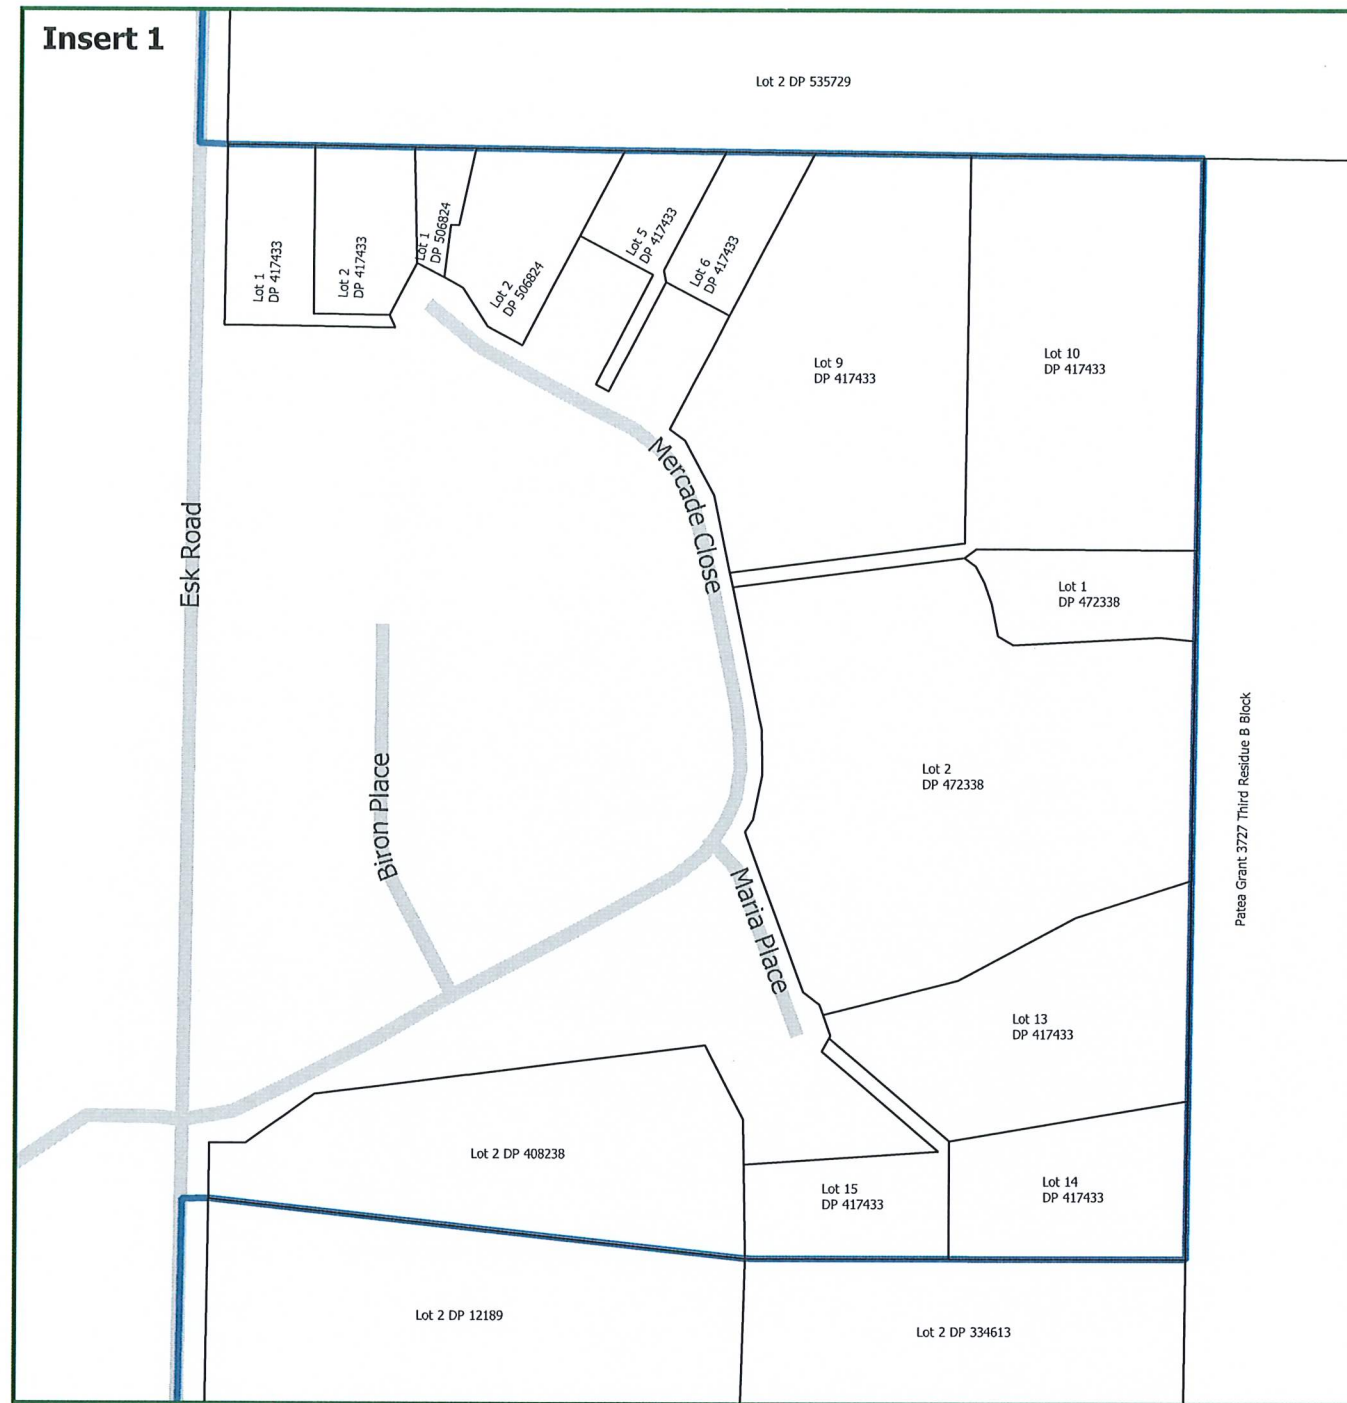 Insert 1
Lot 2 DP 535729
Lot 1
DP 417433
Lot 2
DP 417433
Lot 1
DP 506824
Lot 2
DP 506824
Lot 5
DP 417433
Lot 6
DP 417433
Lot 9
DP 417433
Lot 10
DP 417433
Mercade Close
Esk Road
Lot 1
DP 472338
Lot 2
DP 472338
Patea Grant 3727 Third Residue B Block
Biron Place
Maria Place
Lot 13
DP 417433
Lot 2 DP 408238
Lot 15
DP 417433
Lot 14
DP 417433
Lot 2 DP 12189
Lot 2 DP 334613